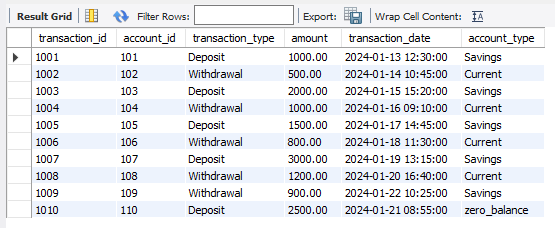 Result Grid Filter Rows: Export: Wrap Cell Content:
transaction_id account_id transaction_type amount transaction_date account_type
1001 101 Deposit 1000.00 2024-01-13 12:30:00 Savings
1002 102 Withdrawal 500.00 2024-01-14 10:45:00 Current
1003 103 Deposit 2000.00 2024-01-15 15:20:00 Savings
1004 104 Withdrawal 1000.00 2024-01-16 09:10:00 Current
1005 105 Deposit 1500.00 2024-01-17 14:45:00 Savings
1006 106 Withdrawal 800.00 2024-01-18 11:30:00 Current
1007 107 Deposit 3000.00 2024-01-19 13:15:00 Savings
1008 108 Withdrawal 1200.00 2024-01-20 16:40:00 Current
1009 109 Withdrawal 900.00 2024-01-22 10:25:00 Savings
1010 110 Deposit 2500.00 2024-01-21 08:55:00 zero_balance